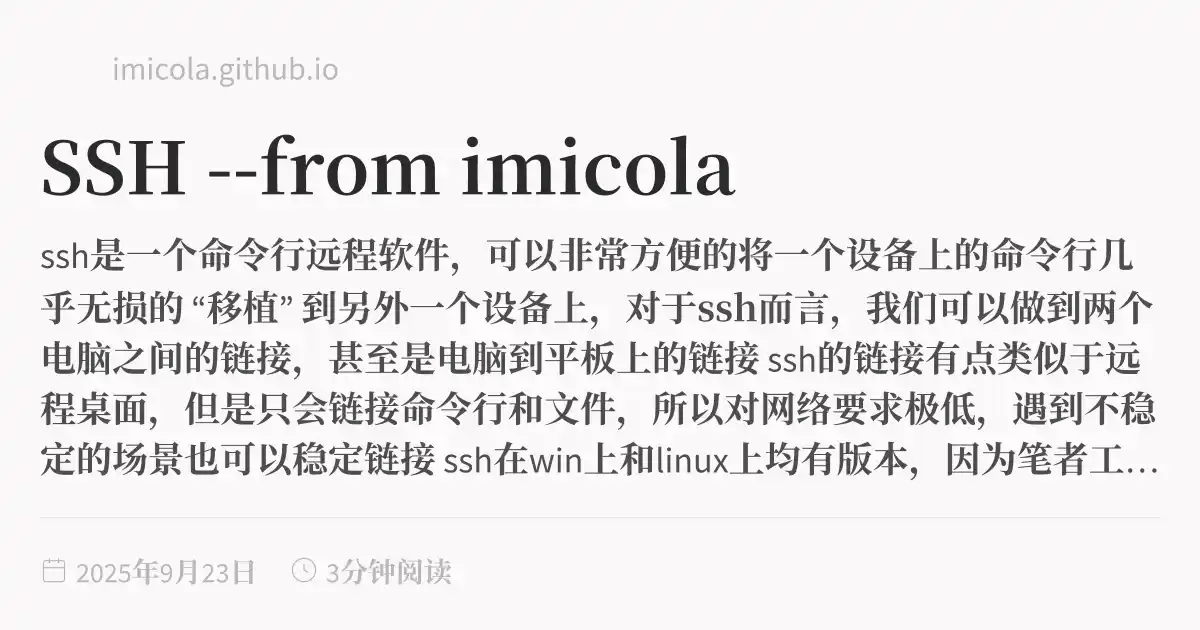 imicola.github.io
SSH --from imicola
ssh是一个命令行远程软件，可以非常方便的将一个设备上的命令行几
乎无损的 “移植” 到另外一个设备上，对于ssh而言，我们可以做到两个
电脑之间的链接，甚至是电脑到平板上的链接 ssh的链接有点类似于远
程桌面，但是只会链接命令行和文件，所以对网络要求极低，遇到不稳
定的场景也可以稳定链接 ssh在win上和linux上均有版本，因为笔者工…
2025年9月23日 3分钟阅读